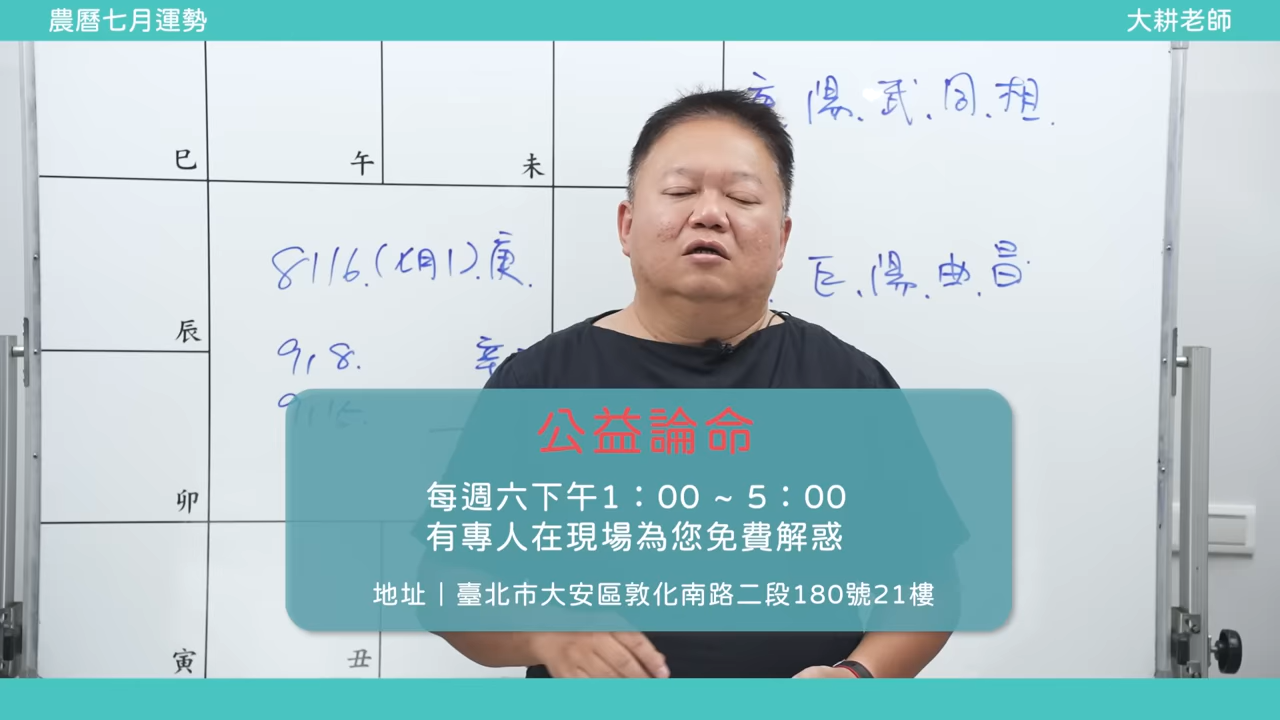 農曆七月運勢
大耕老師
陽.武.同.相.
巳
午
未
8/16.(七月1).庚.
巨.陽.曲.昌
辰
9/8.
辛
9/15.
公益論命
每週六下午1：00 ~ 5：00
有專人在現場為您免費解惑
地址｜臺北市大安區敦化南路二段180號21樓
卯
寅
丑